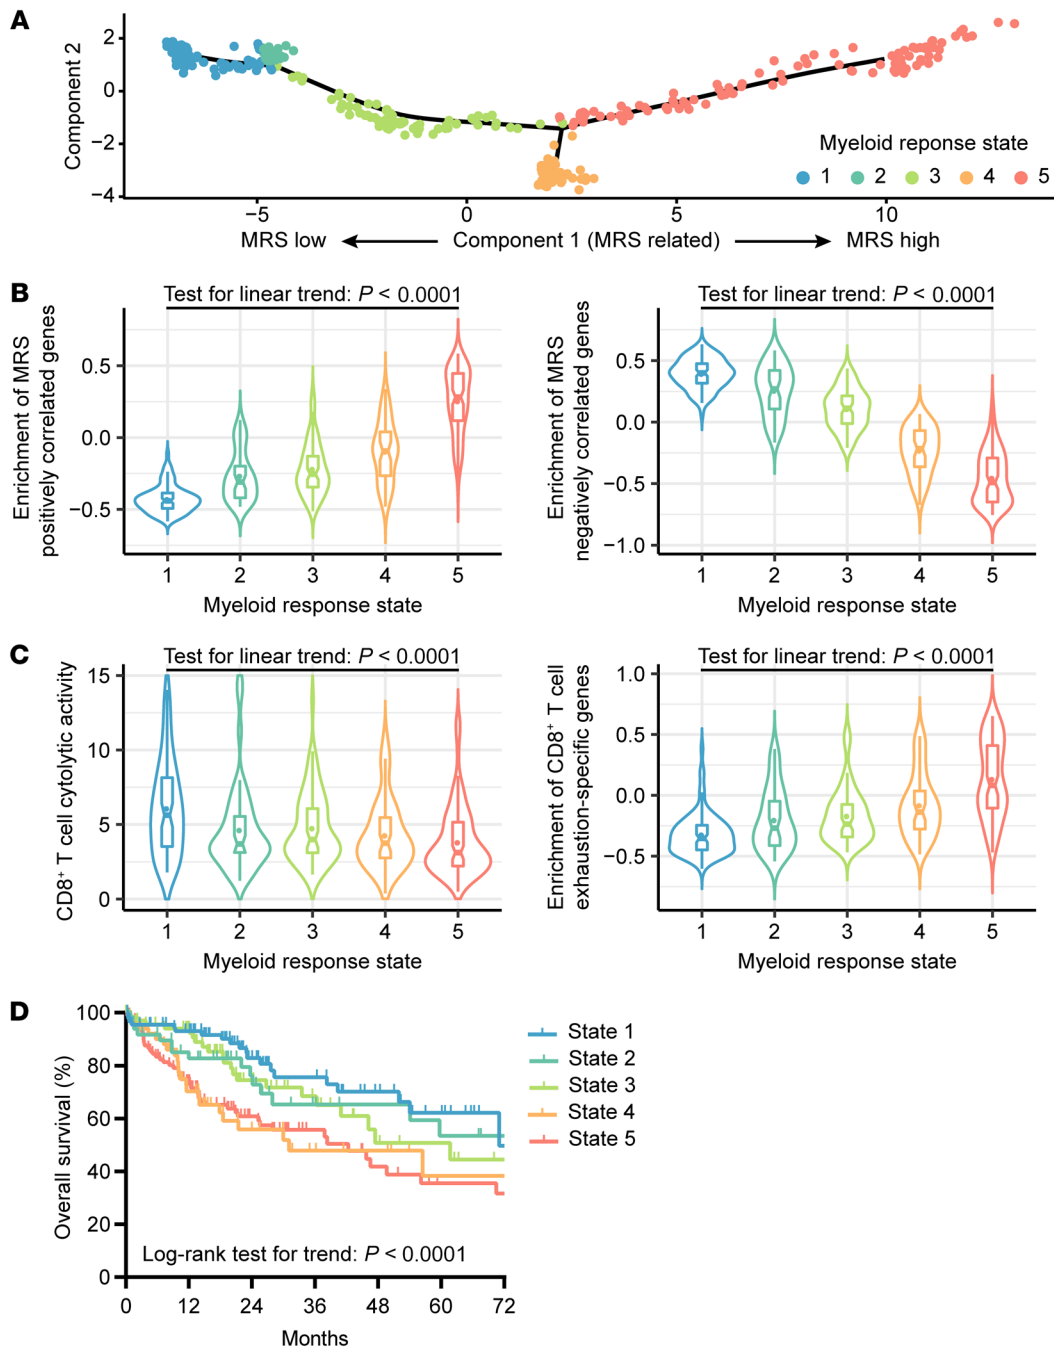 A
Component 2
2
0
−2
−4
−5
0
5
10
Myeloid reponse state
1 2 3 4 5
MRS low
Component 1 (MRS related)
MRS high
B
Test for linear trend: P < 0.0001
Enrichment of MRS
positively correlated genes
0.5
0.0
−0.5
1 2 3 4 5
Myeloid response state
Test for linear trend: P < 0.0001
Enrichment of MRS
negatively correlated genes
0.5
0.0
−0.5
−1.0
1 2 3 4 5
Myeloid response state
C
Test for linear trend: P < 0.0001
CD8⁺ T cell cytolytic activity
15
10
5
0
1 2 3 4 5
Myeloid response state
Test for linear trend: P < 0.0001
Enrichment of CD8⁺ T cell
exhaustion-specific genes
1.0
0.5
0.0
−0.5
1 2 3 4 5
Myeloid response state
D
Overall survival (%)
100
80
60
40
20
0
Log-rank test for trend: P < 0.0001
0 12 24 36 48 60 72
Months
State 1
State 2
State 3
State 4
State 5